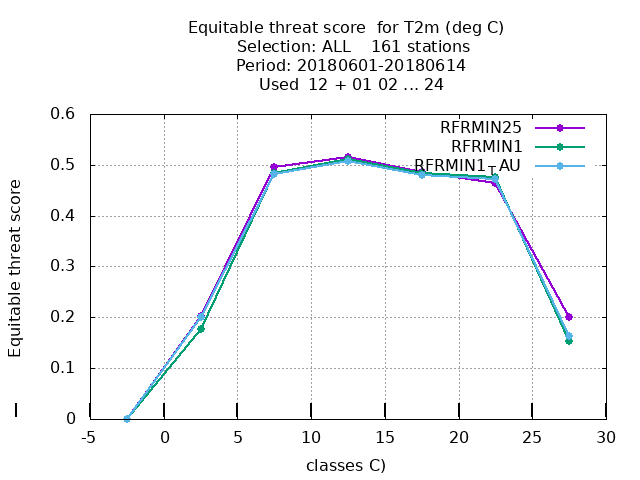 Equitable threat score  for T2m (deg C)
Selection: ALL    161 stations
Period: 20180601-20180614
Used  12 + 01 02 ... 24
RFRMIN25
RFRMIN1
RFRMIN1_AU
Equitable threat score
0.6
0.5
0.4
0.3
0.2
0.1
0
-5
0
5
10
15
20
25
30
classes C)